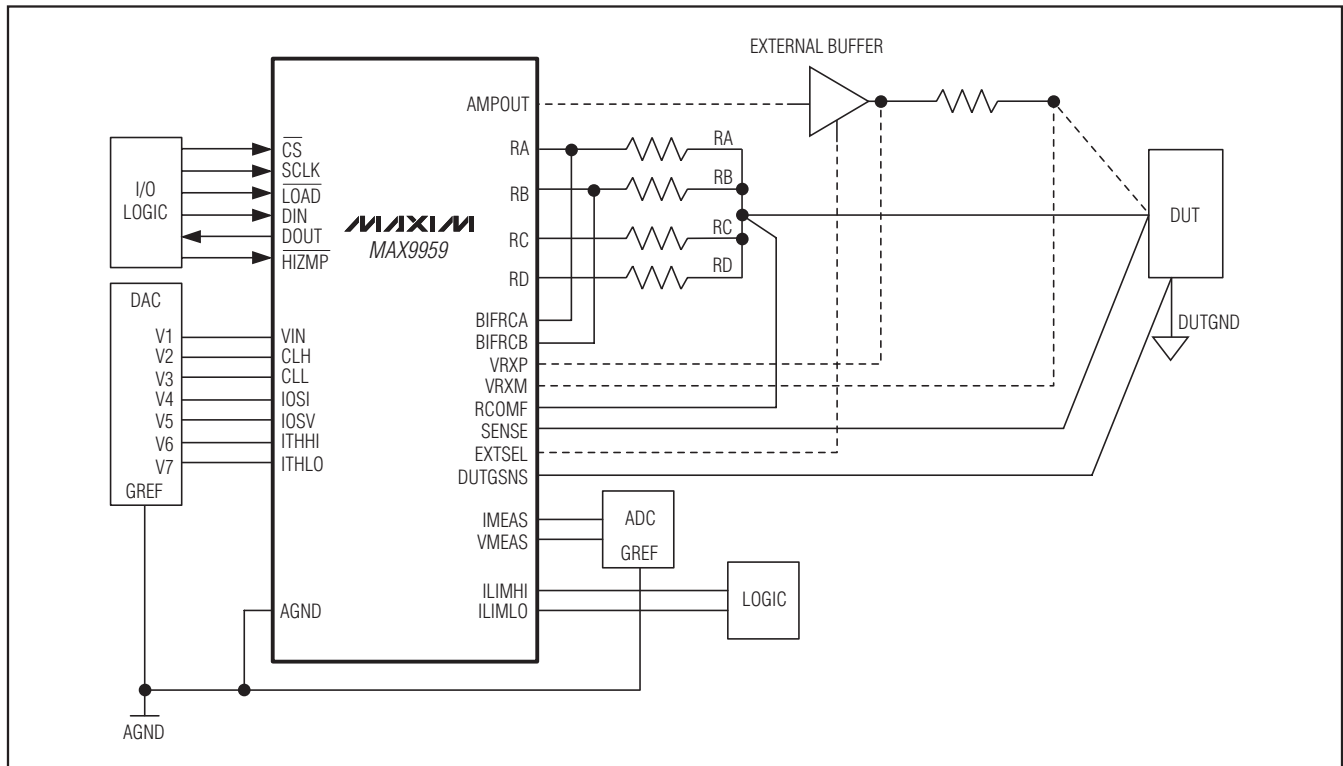 EXTERNAL BUFFER
AMPOUT
I/O
LOGIC
CS
SCLK
LOAD
DIN
DOUT
HIZMP
MAXIM
MAX9959
RA
RB
RC
RD
RA
RB
RC
RD
DUT
DUTGND
DAC
V1
V2
V3
V4
V5
V6
V7
GREF
VIN
CLH
CLL
IOSI
IOSV
ITHHI
ITHLO
BIFRCA
BIFRCB
VRXP
VRXM
RCOMF
SENSE
EXTSEL
DUTGSNS
IMEAS
VMEAS
ADC
GREF
ILIMHI
ILIMLO
LOGIC
AGND
AGND